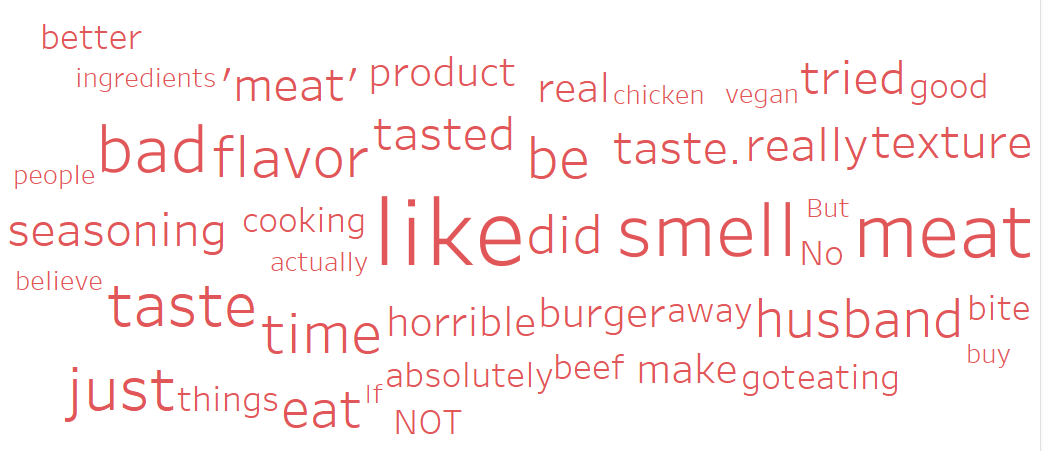 better
ingredients 'meat' product real chicken vegan tried good
people bad flavor tasted be taste. really texture
seasoning cooking like did smell But meat
actually No
believe taste time horrible burger away husband bite
buy
just things eat If absolutely beef make got eating
NOT